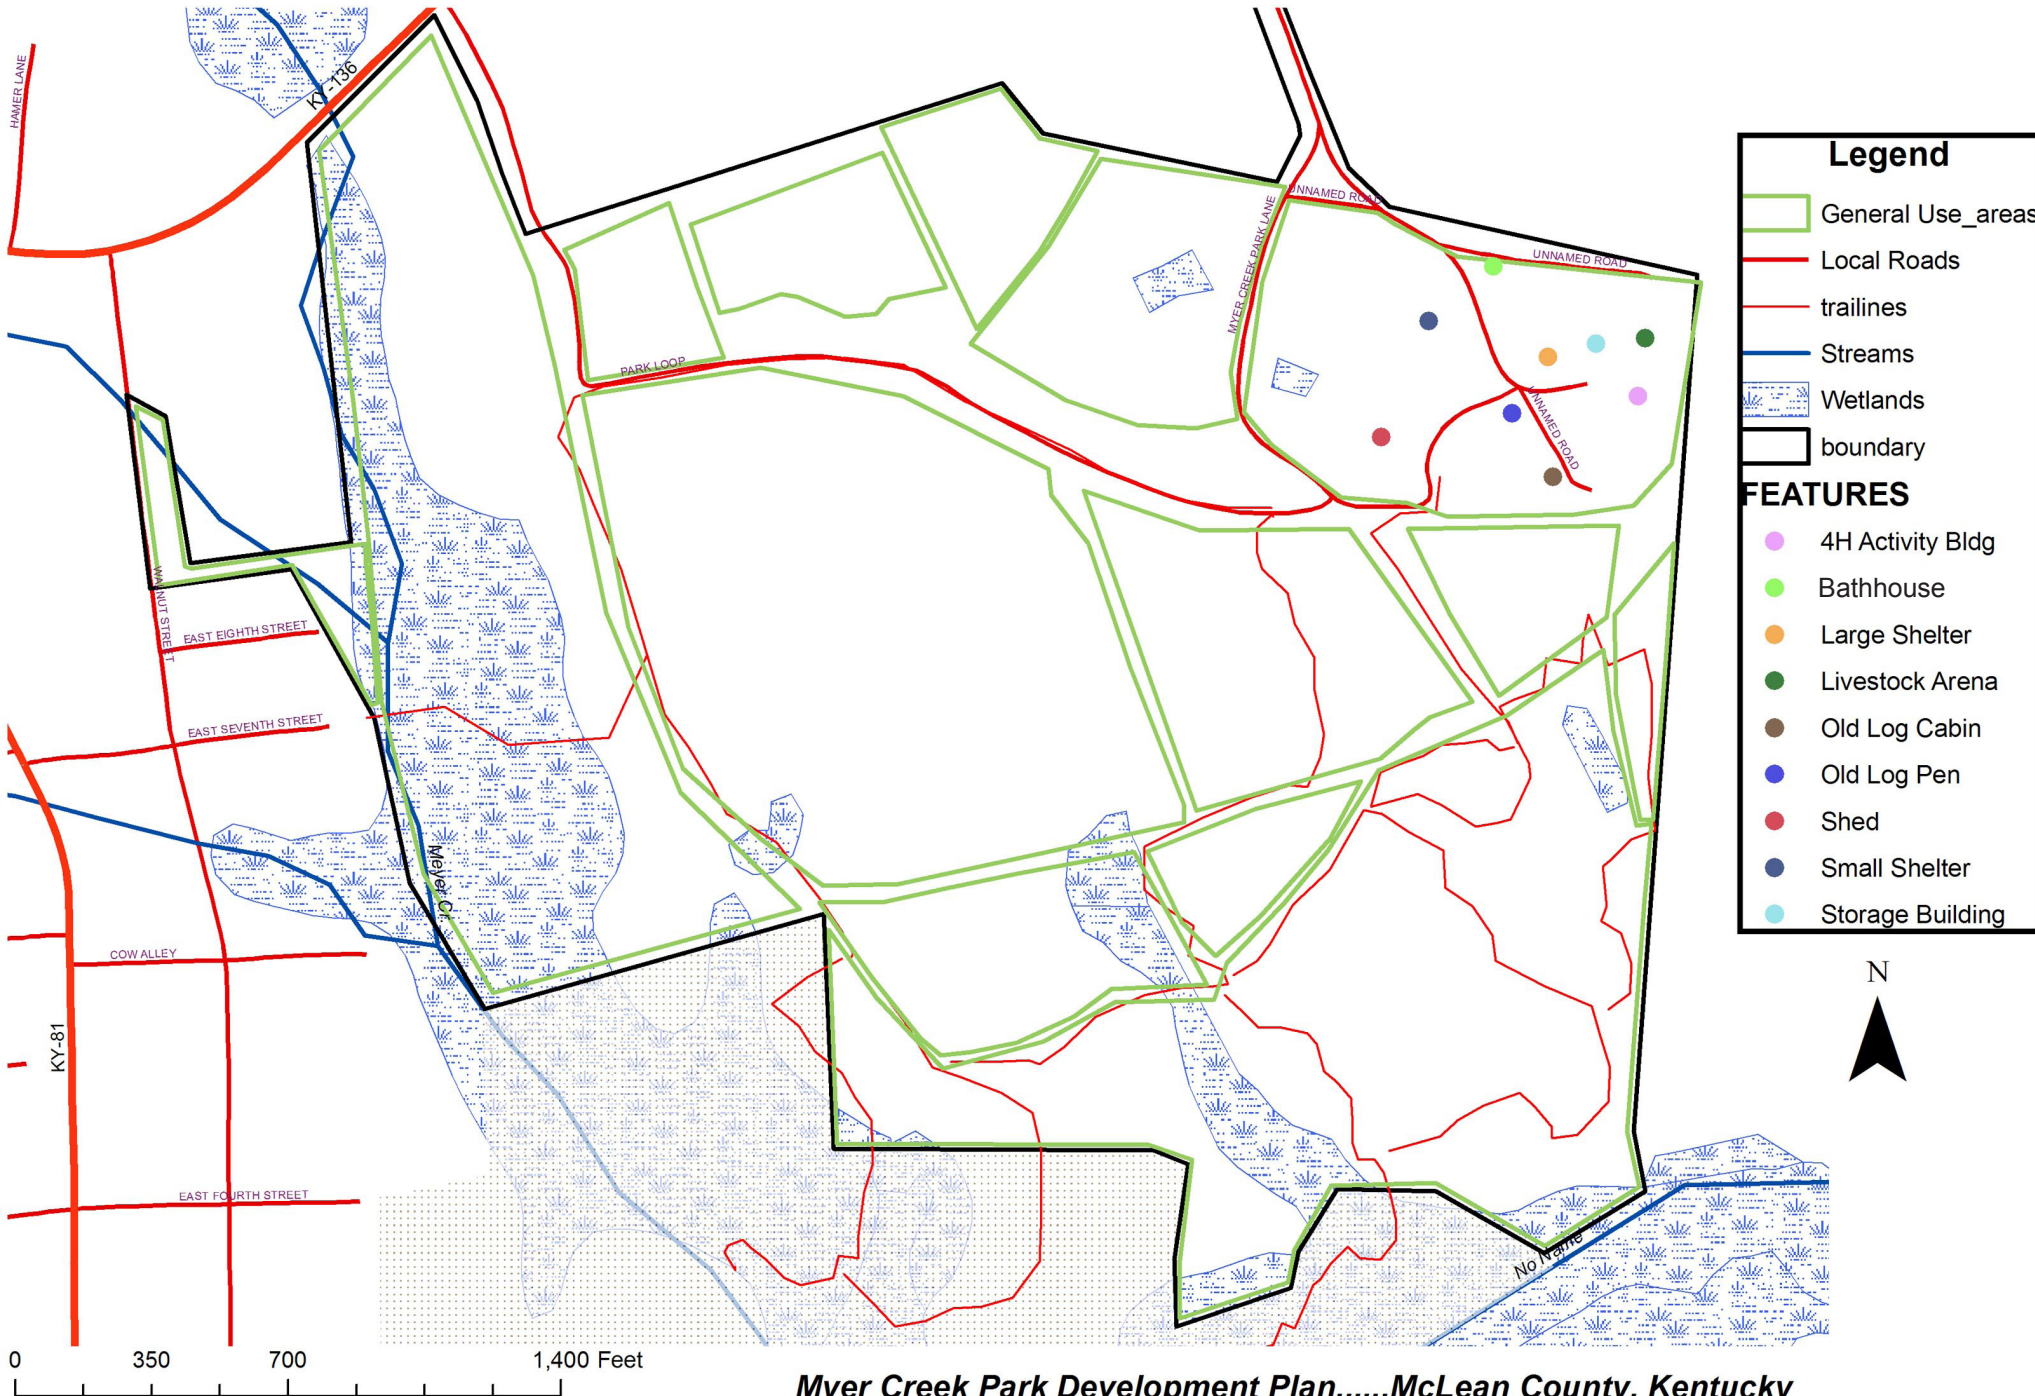 HAMER LANE
KY-136
UNNAMED ROAD
MYER CREEK PARK LANE
UNNAMED ROAD
PARK LOOP
UNNAMED ROAD
WALNUT STREET
EAST EIGHTH STREET
EAST SEVENTH STREET
Meyer Cr
COW ALLEY
KY-81
EAST FOURTH STREET
No Name
Legend
General Use_areas
Local Roads
trailines
Streams
Wetlands
boundary
FEATURES
4H Activity Bldg
Bathhouse
Large Shelter
Livestock Arena
Old Log Cabin
Old Log Pen
Shed
Small Shelter
Storage Building
N
0 350 700 1,400 Feet
Myer Creek Park Development Plan......McLean County, Kentucky